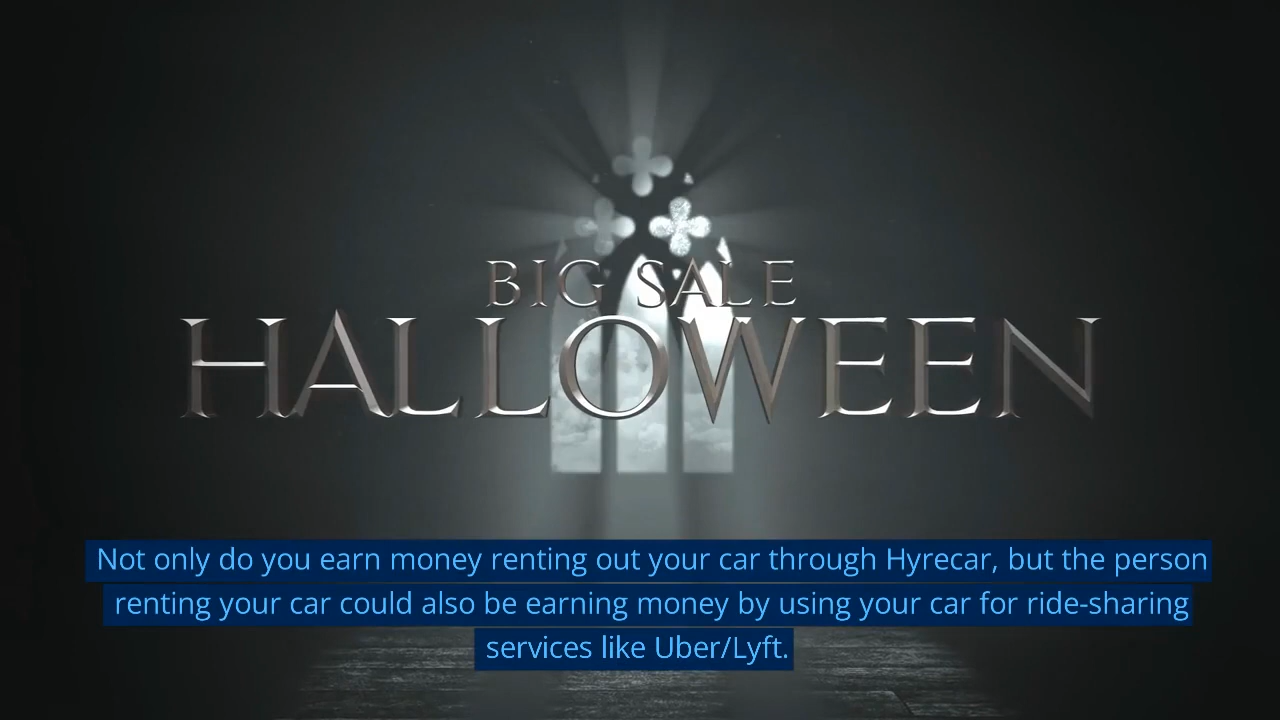 BIG SALE
HALLOWEEN
Not only do you earn money renting out your car through Hyrecar, but the person
renting your car could also be earning money by using your car for ride-sharing
services like Uber/Lyft.